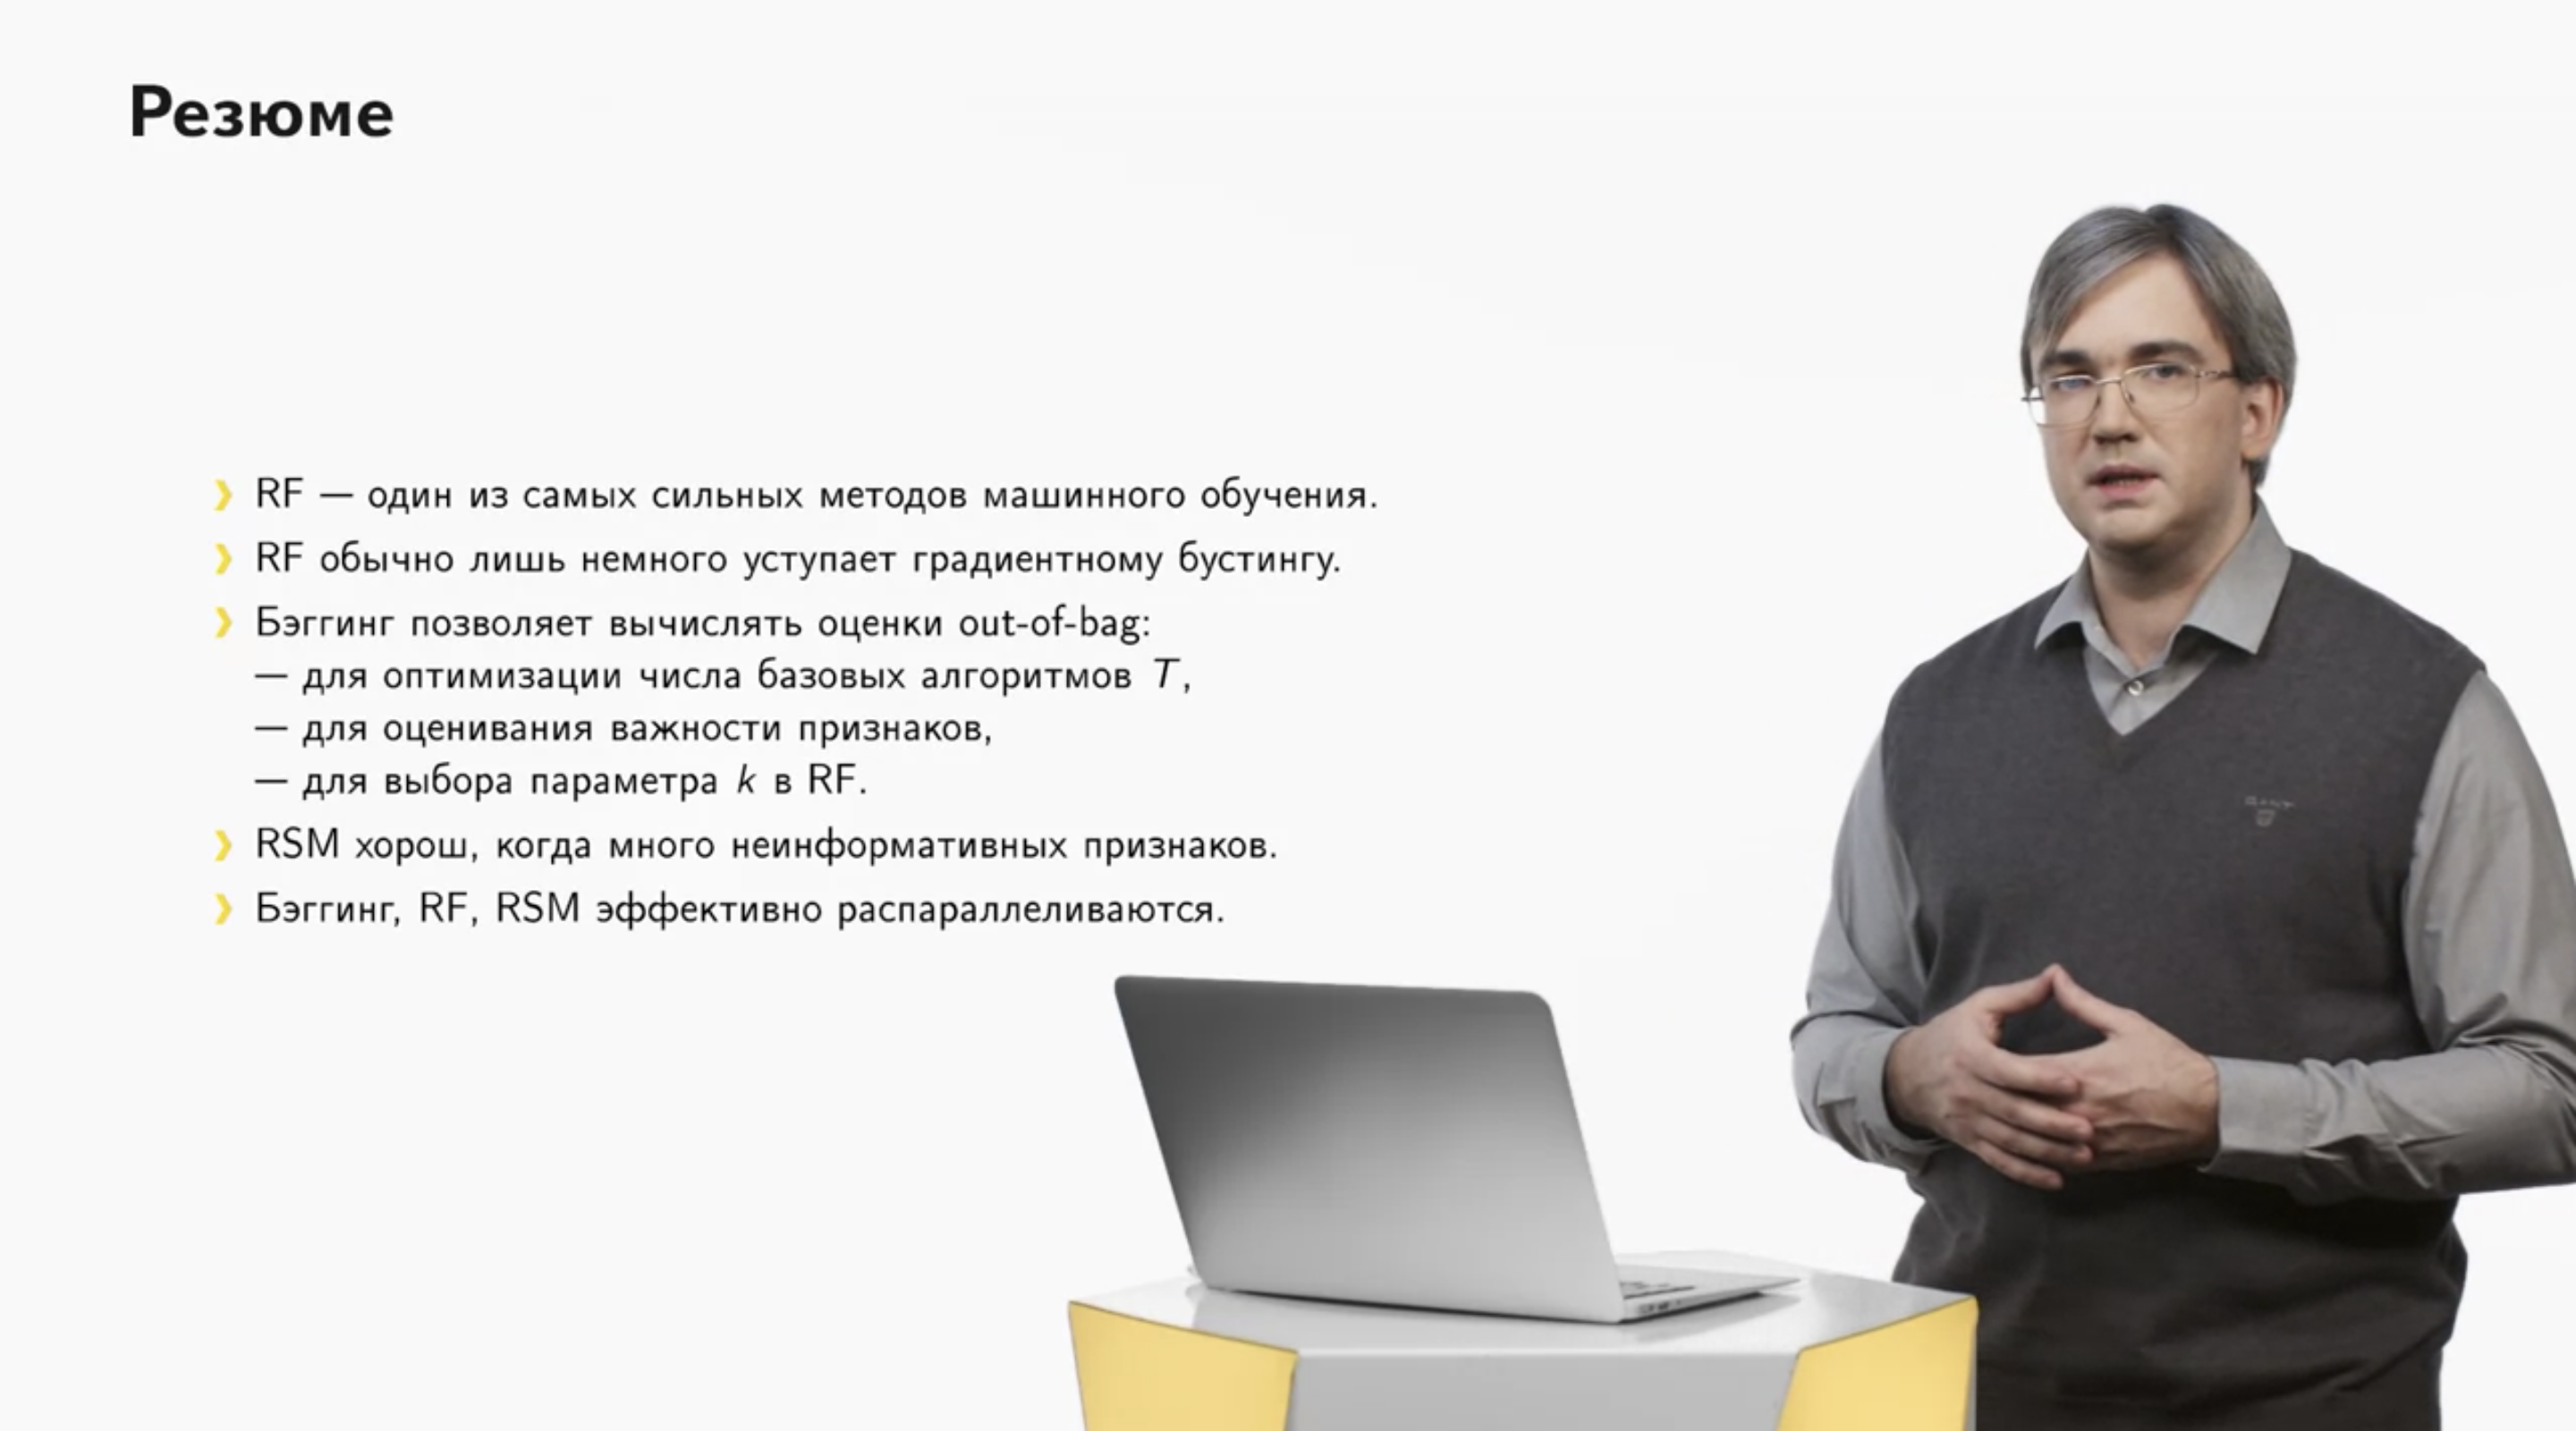 Резюме
RF — один из самых сильных методов машинного обучения.
RF обычно лишь немного уступает градиентному бустингу.
Бэггинг позволяет вычислять оценки out-of-bag:
— для оптимизации числа базовых алгоритмов T,
— для оценивания важности признаков,
— для выбора параметра k в RF.
RSM хорош, когда много неинформативных признаков.
Бэггинг, RF, RSM эффективно распараллеливаются.
GANT